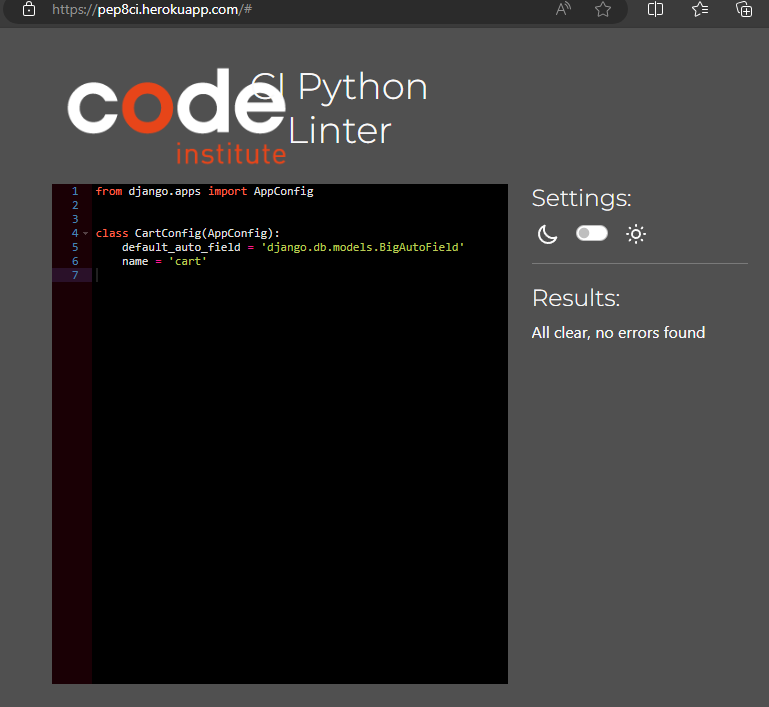 https://pep8ci.herokuapp.com/#
code
institute
CI Python
Linter
1 from django.apps import AppConfig
2
3
4 class CartConfig(AppConfig):
5     default_auto_field = 'django.db.models.BigAutoField'
6     name = 'cart'
7
Settings:
Results:
All clear, no errors found